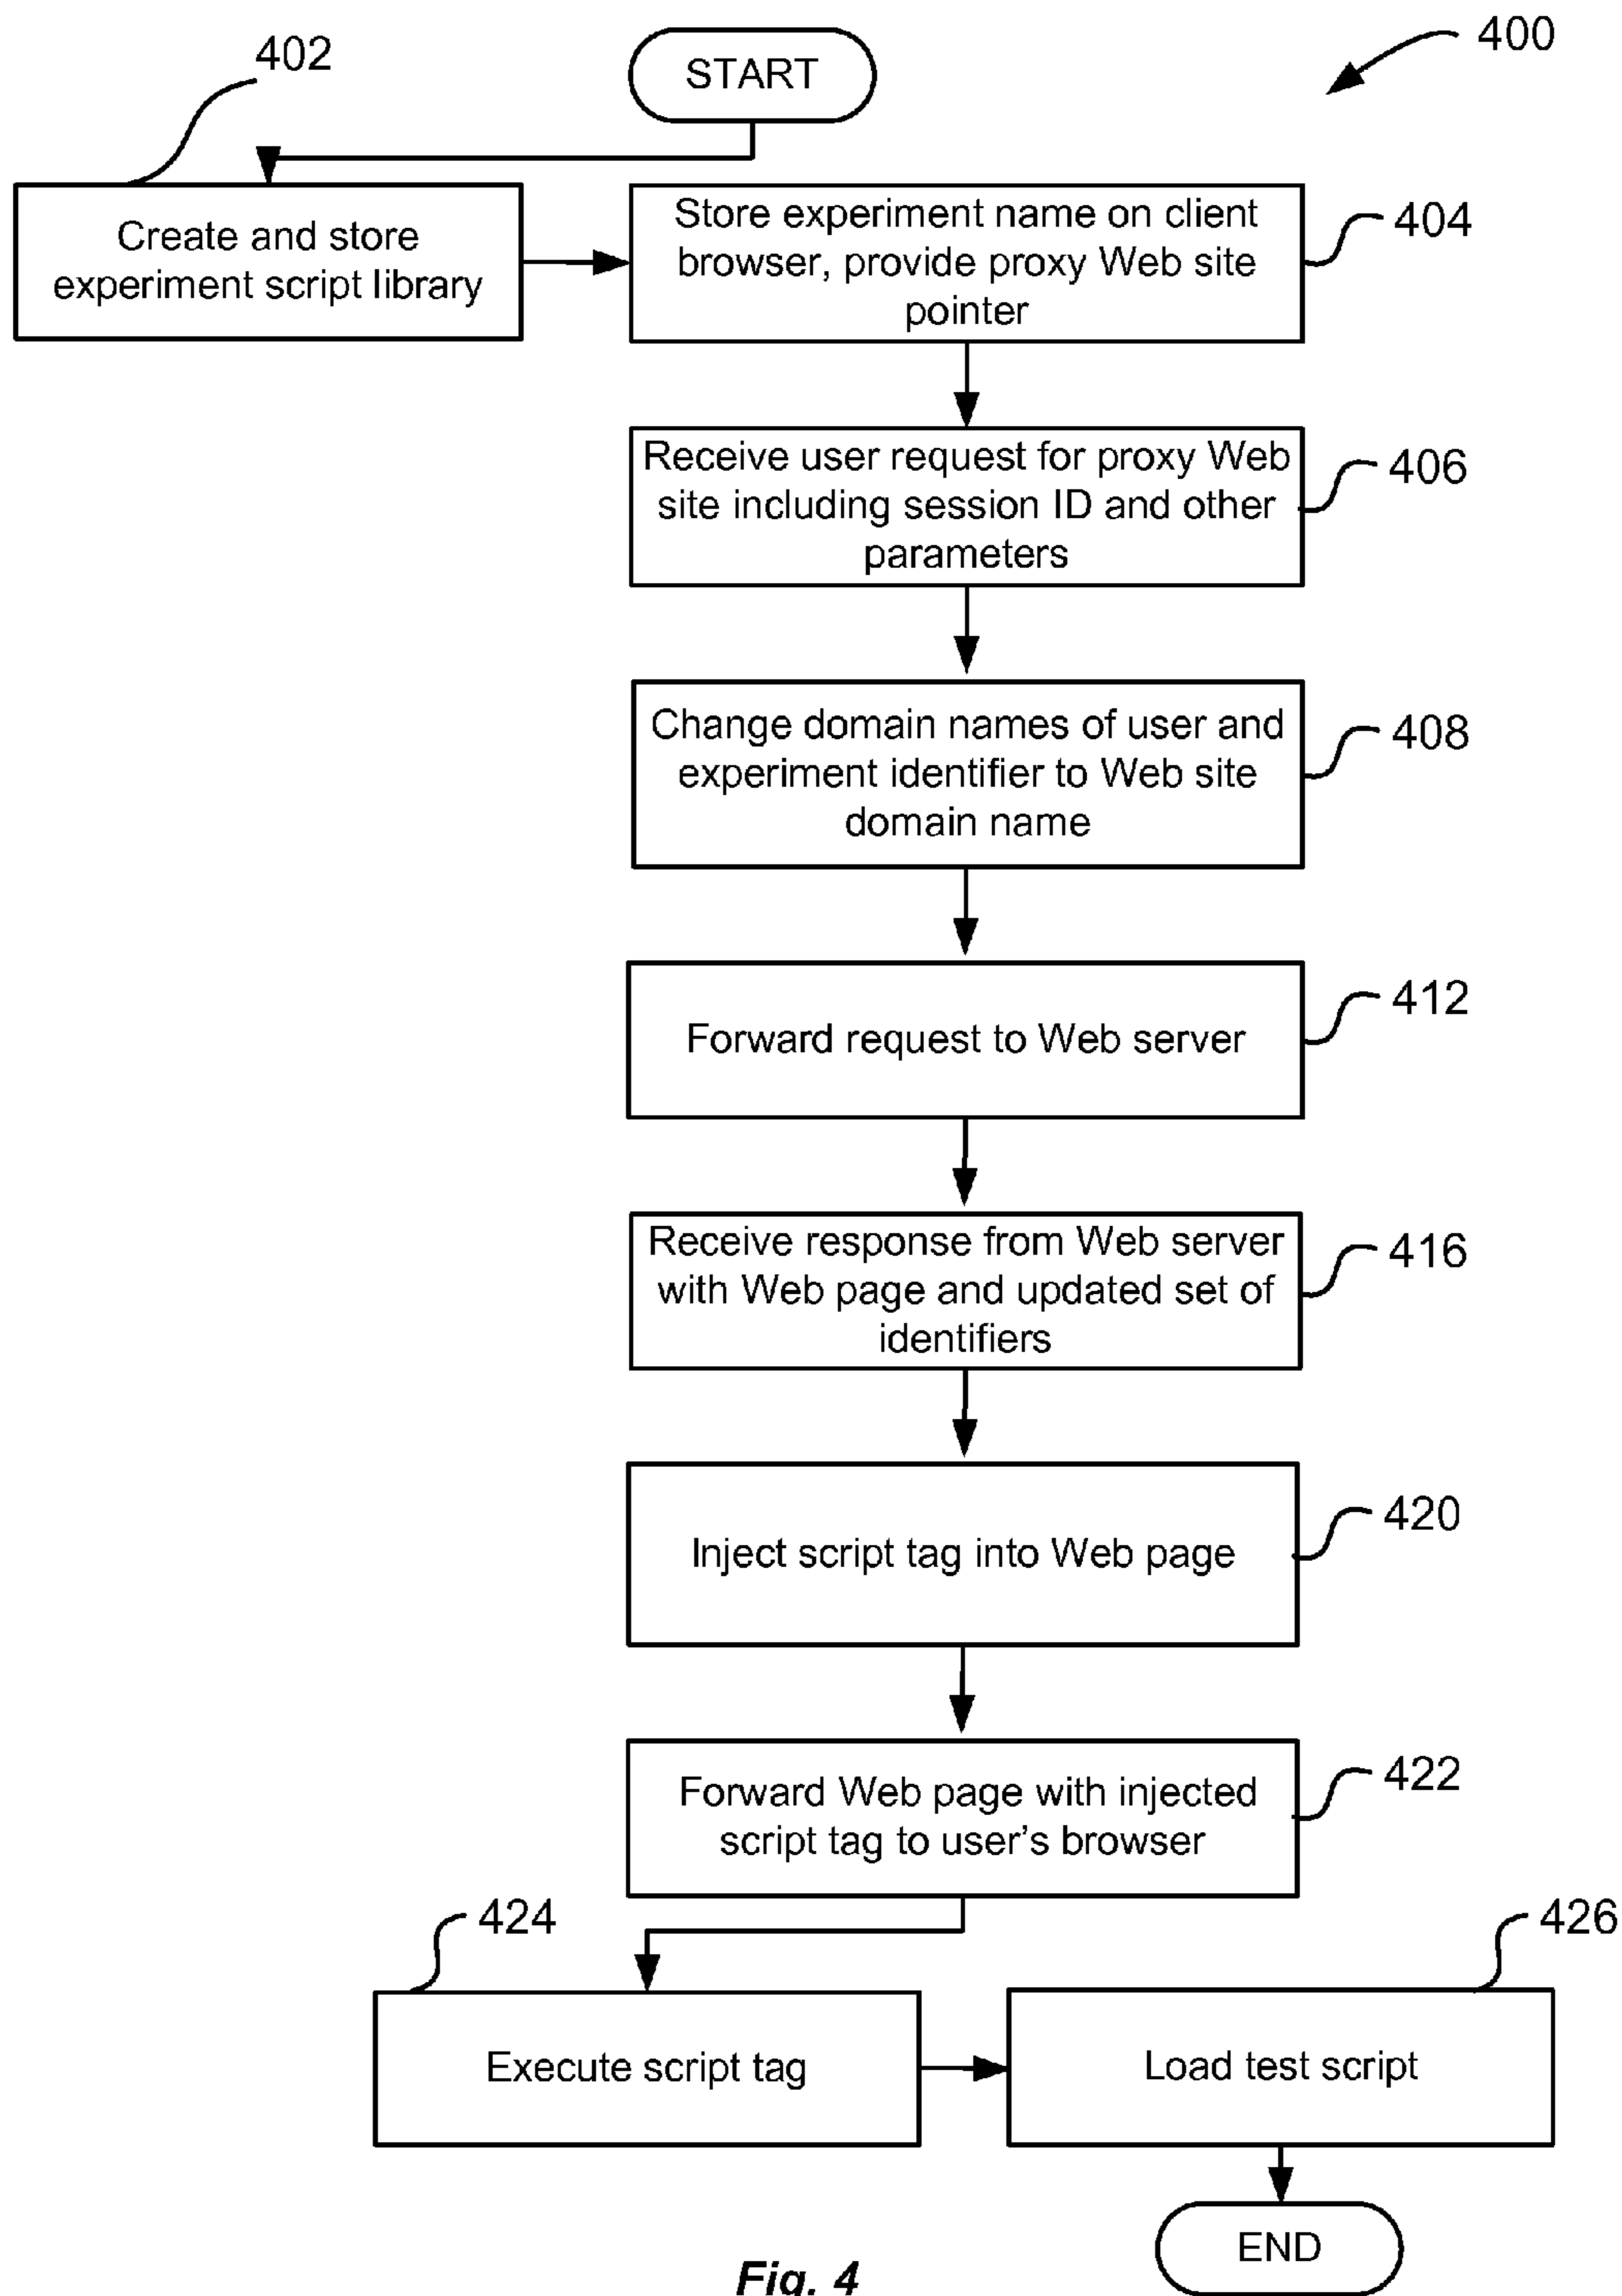 400
402
START
Create and store
experiment script library
Store experiment name on client
browser, provide proxy Web site
pointer
404
Receive user request for proxy Web
site including session ID and other
parameters
406
Change domain names of user and
experiment identifier to Web site
domain name
408
Forward request to Web server
412
Receive response from Web server
with Web page and updated set of
identifiers
416
Inject script tag into Web page
420
Forward Web page with injected
script tag to user's browser
422
424
Execute script tag
426
Load test script
END
Fig. 4